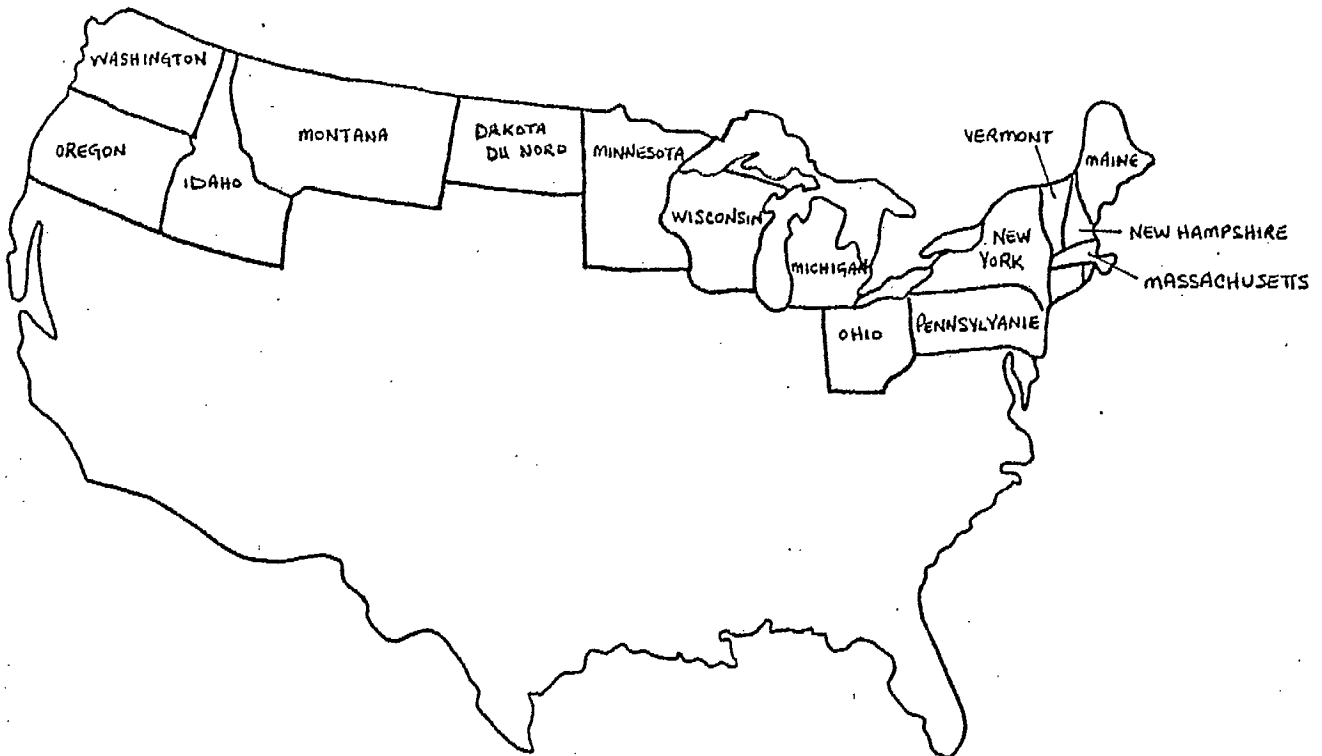 WASHINGTON
OREGON
IDAHO
MONTANA
DAKOTA
DU NORD
MINNESOTA
WISCONSIN
MICHIGAN
OHIO
PENNSYLVANIE
NEW
YORK
VERMONT
MAINE
NEW HAMPSHIRE
MASSACHUSETTS